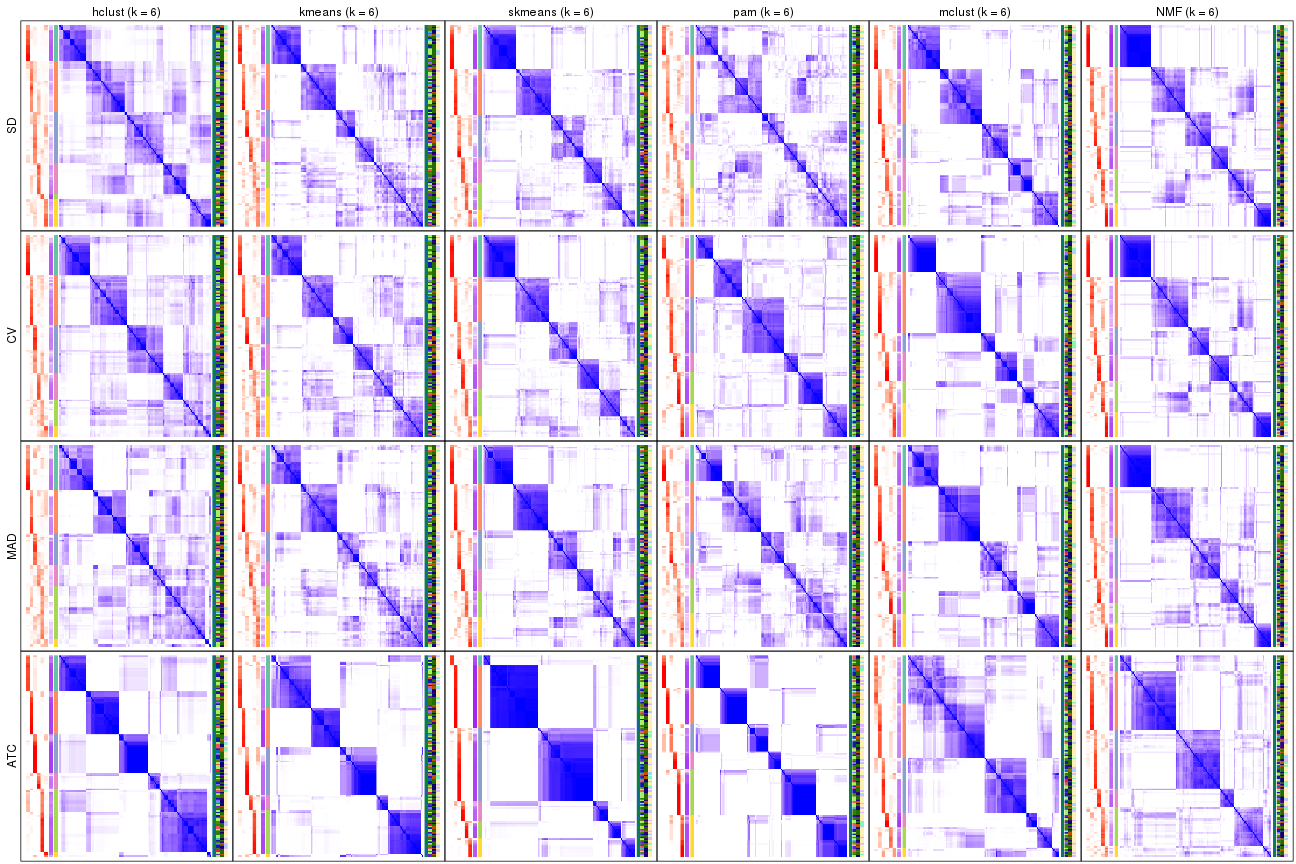 hclust (k = 6) kmeans (k = 6) skmeans (k = 6) pam (k = 6) mclust (k = 6) NMF (k = 6)
SD
CV
MAD
ATC